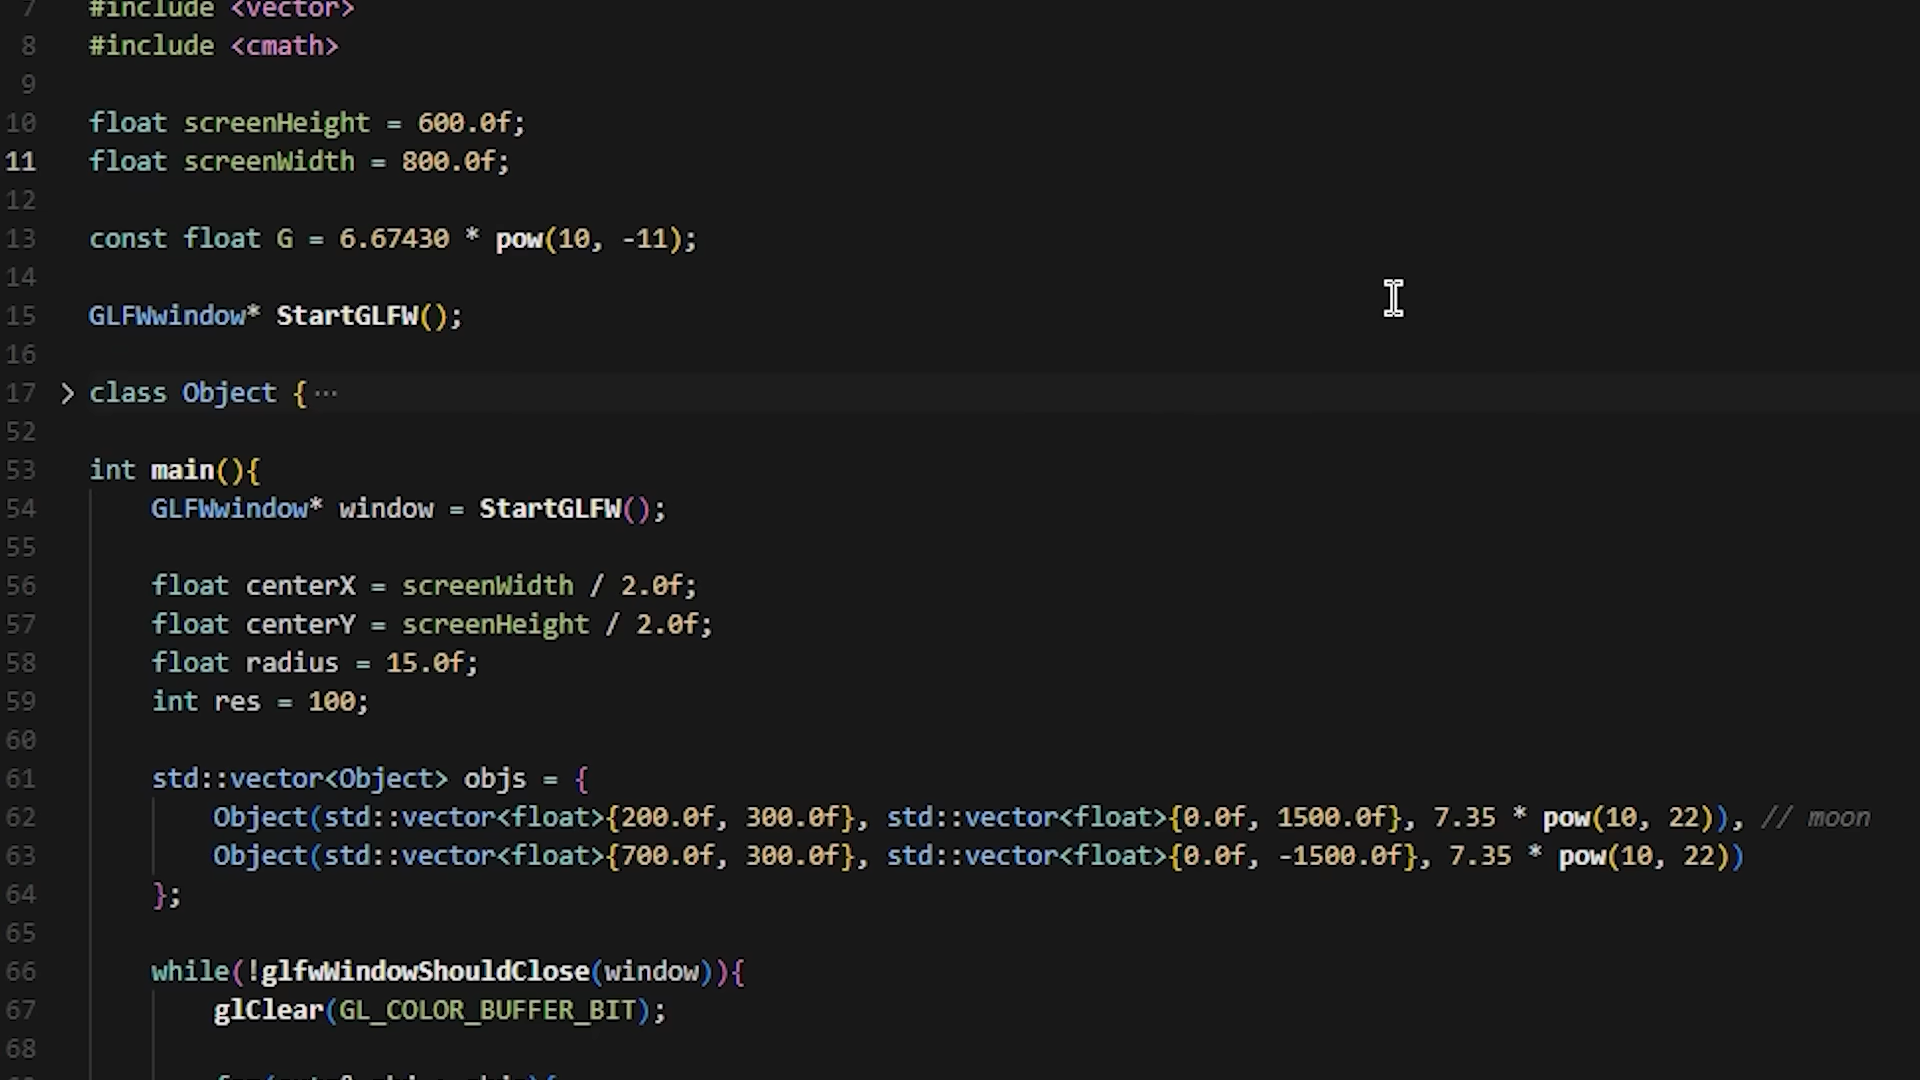 7 #include <vector>
8 #include <cmath>
9
10 float screenHeight = 600.0f;
11 float screenWidth = 800.0f;
12
13 const float G = 6.67430 * pow(10, -11);
14
15 GLFWwindow* StartGLFW();
16
17 > class Object { ···
52
53 int main(){
54     GLFWwindow* window = StartGLFW();
55
56     float centerX = screenWidth / 2.0f;
57     float centerY = screenHeight / 2.0f;
58     float radius = 15.0f;
59     int res = 100;
60
61     std::vector<Object> objs = {
62         Object(std::vector<float>{200.0f, 300.0f}, std::vector<float>{0.0f, 1500.0f}, 7.35 * pow(10, 22)), // moon
63         Object(std::vector<float>{700.0f, 300.0f}, std::vector<float>{0.0f, -1500.0f}, 7.35 * pow(10, 22))
64     };
65
66     while(!glfwWindowShouldClose(window)){
67         glClear(GL_COLOR_BUFFER_BIT);
68